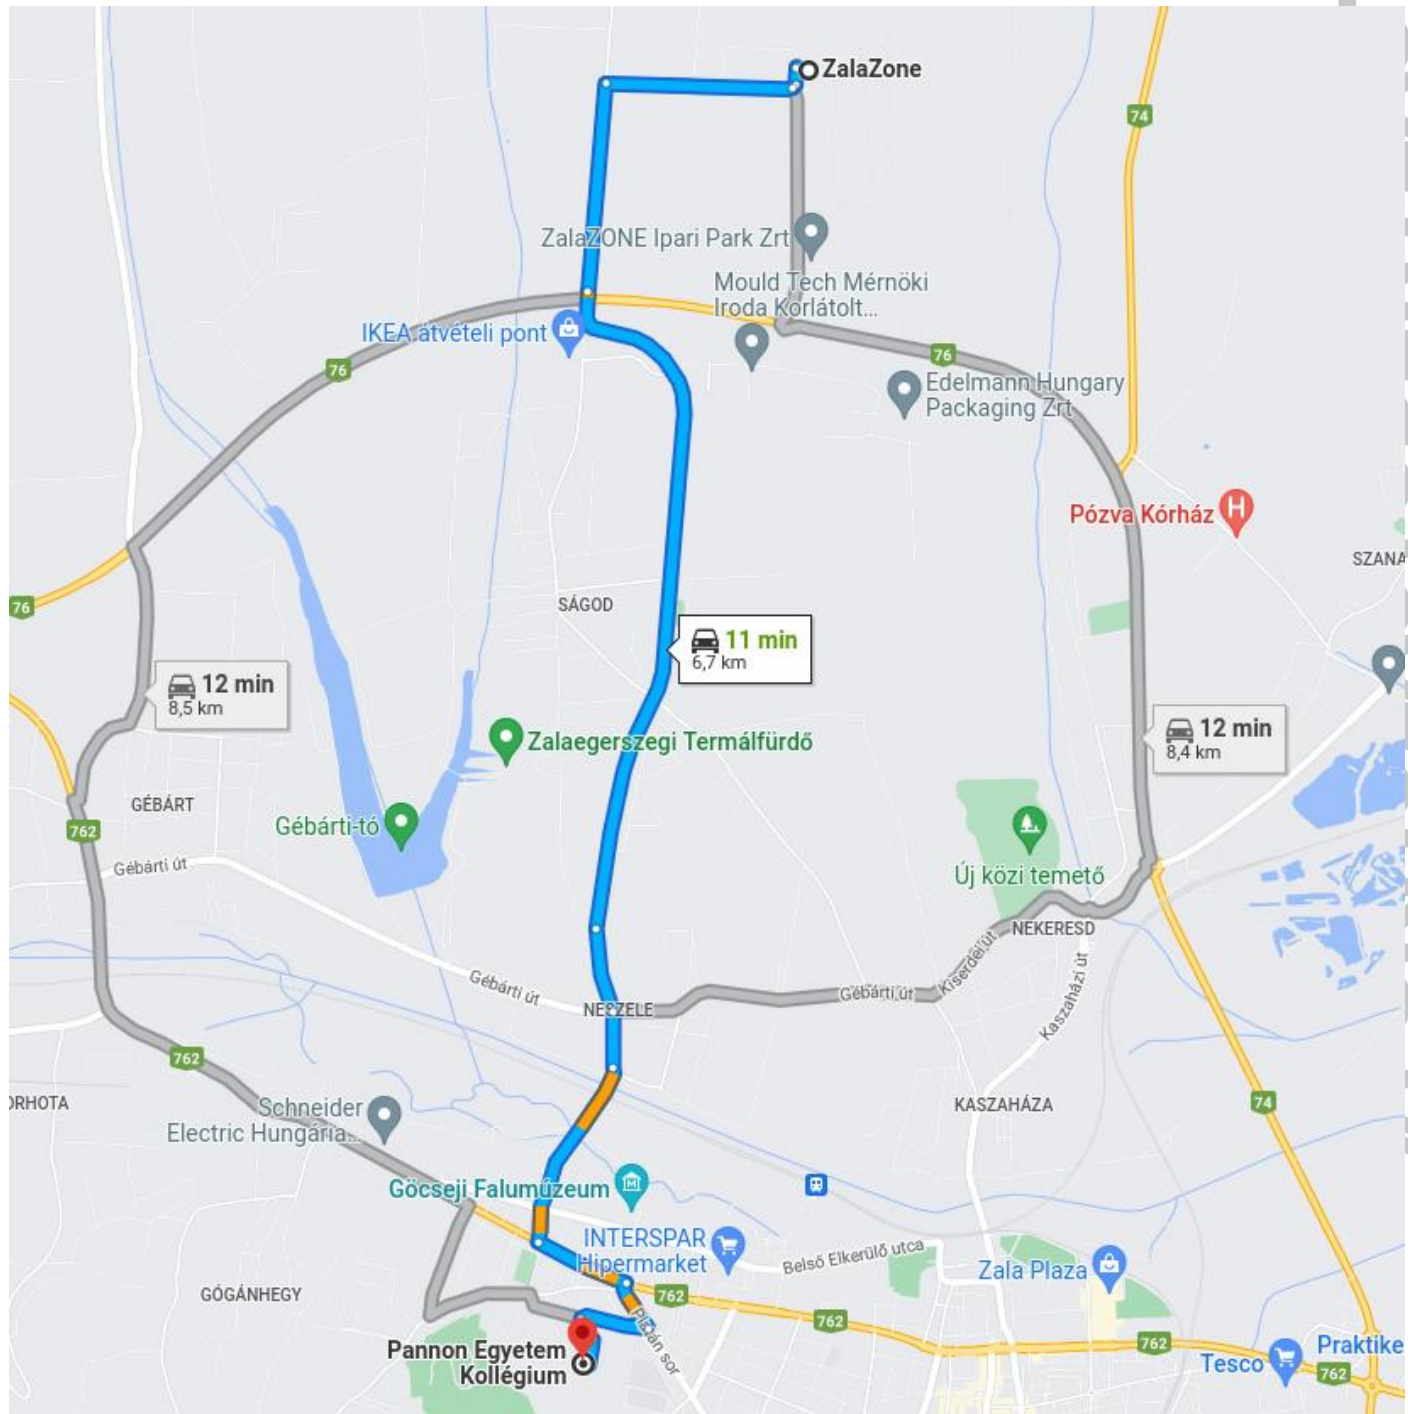 ZalaZone
74
ZalaZONE Ipari Park Zrt
Mould Tech Mérnöki
Iroda Korlátolt...
IKEA átvételi pont
76
76
Edelmann Hungary
Packaging Zrt
Pózva Kórház
SZANA
76
SÁGOD
11 min
6,7 km
12 min
8,5 km
12 min
8,4 km
Zalaegerszegi Termálfürdő
GÉBÁRT
762
Gébárti-tó
Gébárti út
Új közi temető
NEKERESD
Gébárti út
NESZELE
Gébárti út
Kiserdei út
Kaszaházi út
762
ORHOTA
Schneider
Electric Hungária...
KASZAHÁZA
74
Göcseji Falumúzeum
INTERSPAR
Hipermarket
Belső Elkerülő utca
Zala Plaza
GÓGÁNHEGY
762
762
Platán sor
762
Praktike
Tesco
762
Pannon Egyetem
Kollégium